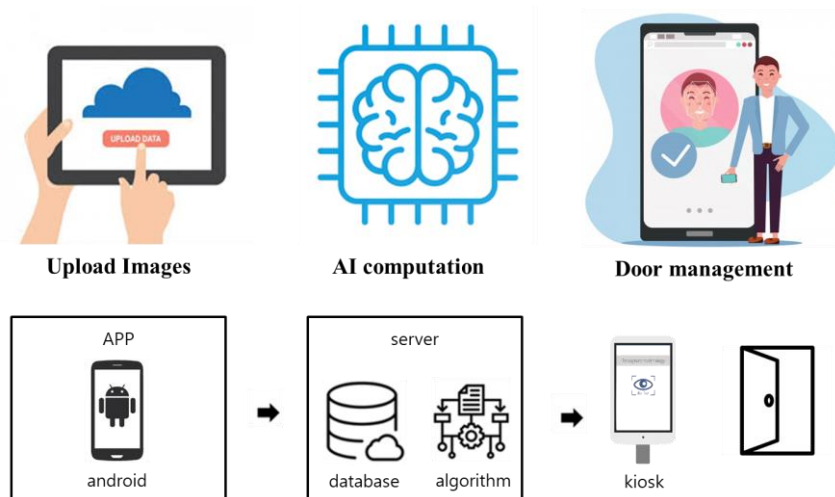 UPLOAD DATA
Upload Images
AI computation
Door management
APP
server
android
database
algorithm
kiosk